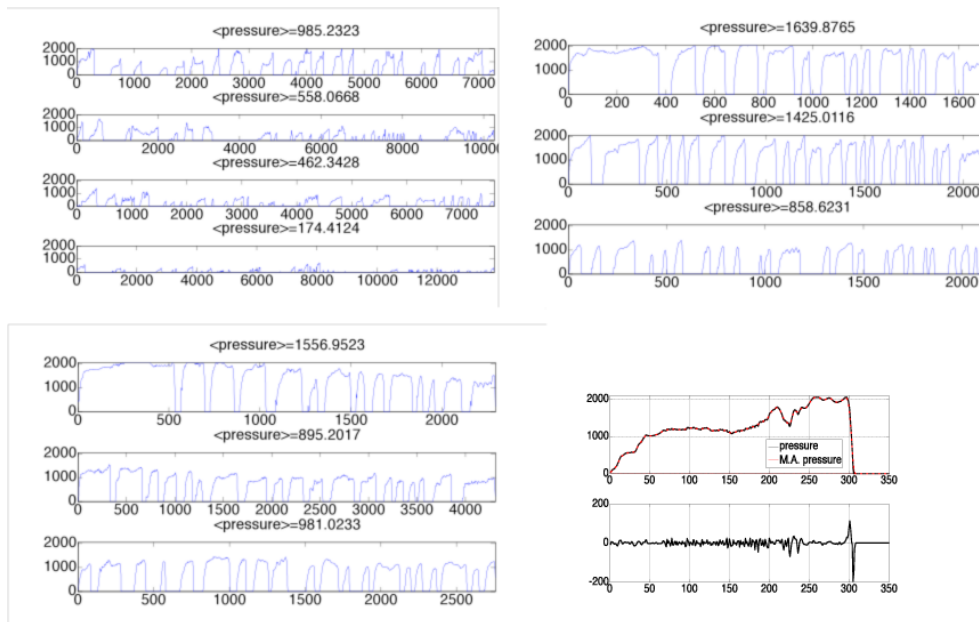 <pressure>=985.2323
2000
1000
0
0 1000 2000 3000 4000 5000 6000 7000
<pressure>=558.0668
2000
1000
0
0 2000 4000 6000 8000 10000
<pressure>=462.3428
2000
1000
0
0 1000 2000 3000 4000 5000 6000 7000
<pressure>=174.4124
2000
1000
0
0 2000 4000 6000 8000 10000 12000
<pressure>=1639.8765
2000
1000
0
0 200 400 600 800 1000 1200 1400 1600
<pressure>=1425.0116
2000
1000
0
0 500 1000 1500 2000
<pressure>=858.6231
2000
1000
0
0 500 1000 1500 2000
<pressure>=1556.9523
2000
1000
0
0 500 1000 1500 2000
<pressure>=895.2017
2000
1000
0
0 500 1000 1500 2000 2500 3000 3500 4000
<pressure>=981.0233
2000
1000
0
0 500 1000 1500 2000 2500
2000
1000
0
pressure
M.A. pressure
0 50 100 150 200 250 300 350
200
0
-200
0 50 100 150 200 250 300 350